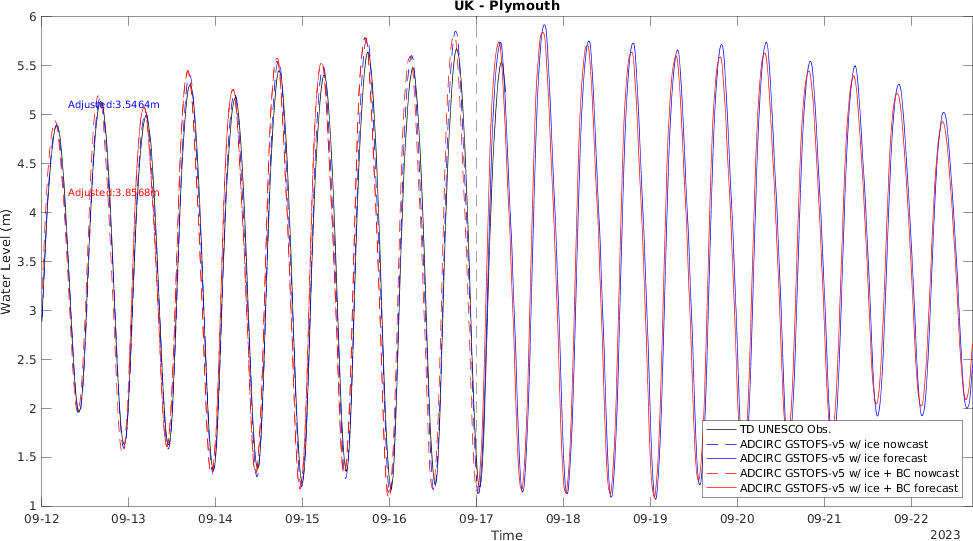 UK - Plymouth
6
5.5
5
4.5
4
3.5
3
2.5
2
1.5
1
Water Level (m)
Adjusted:3.5464m
Adjusted:3.8568m
TD UNESCO Obs.
ADCIRC GSTOFS-v5 w/ ice nowcast
ADCIRC GSTOFS-v5 w/ ice forecast
ADCIRC GSTOFS-v5 w/ ice + BC nowcast
ADCIRC GSTOFS-v5 w/ ice + BC forecast
09-12 09-13 09-14 09-15 09-16 09-17 09-18 09-19 09-20 09-21 09-22
Time
2023